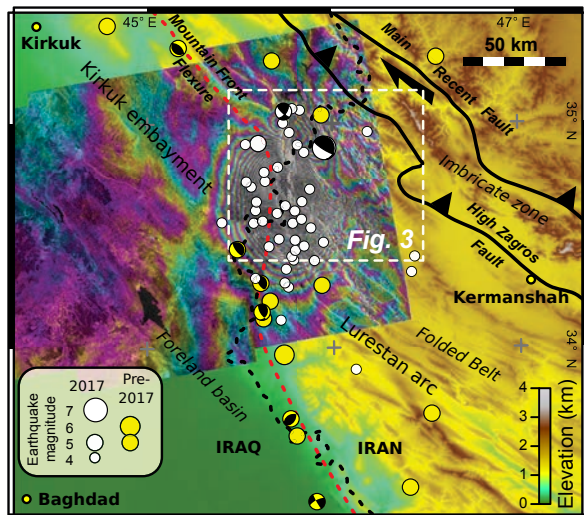 45° E
47° E
Kirkuk
50 km
Mountain Front
Flexure
Main
Recent
Fault
35° N
Kirkuk embayment
Imbricate zone
High Zagros
Fault
Fig. 3
Kermanshah
34° N
Foreland basin
Lurestan arc
Folded Belt
2017
Pre-
2017
Earthquake
magnitude
7
6
5
4
IRAQ
IRAN
Baghdad
4
3
2
1
0
Elevation (km)